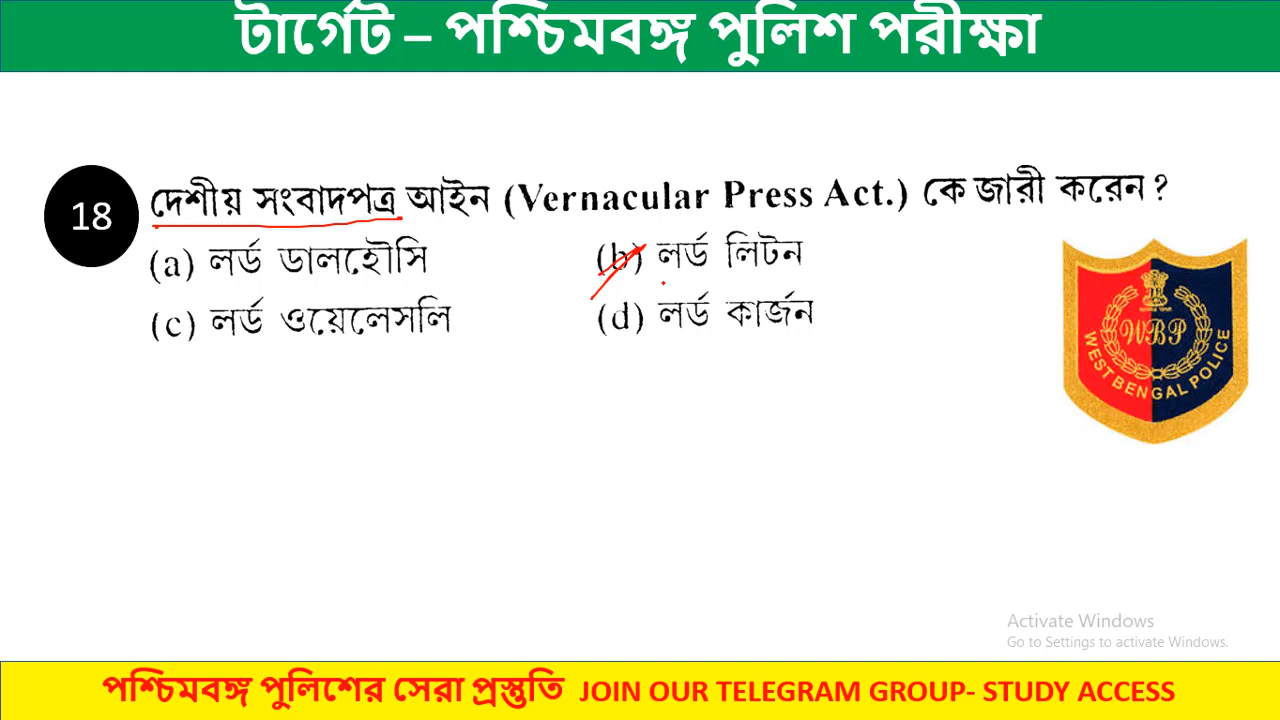 টার্গেট – পশ্চিমবঙ্গ পুলিশ পরীক্ষা
18 দেশীয় সংবাদপত্র আইন (Vernacular Press Act.) কে জারী করেন ?
(a) লর্ড ডালহৌসি (b) লর্ড লিটন
(c) লর্ড ওয়েলেসলি (d) লর্ড কার্জন
WBP
WEST BENGAL POLICE
Activate Windows
Go to Settings to activate Windows.
পশ্চিমবঙ্গ পুলিশের সেরা প্রস্তুতি JOIN OUR TELEGRAM GROUP- STUDY ACCESS